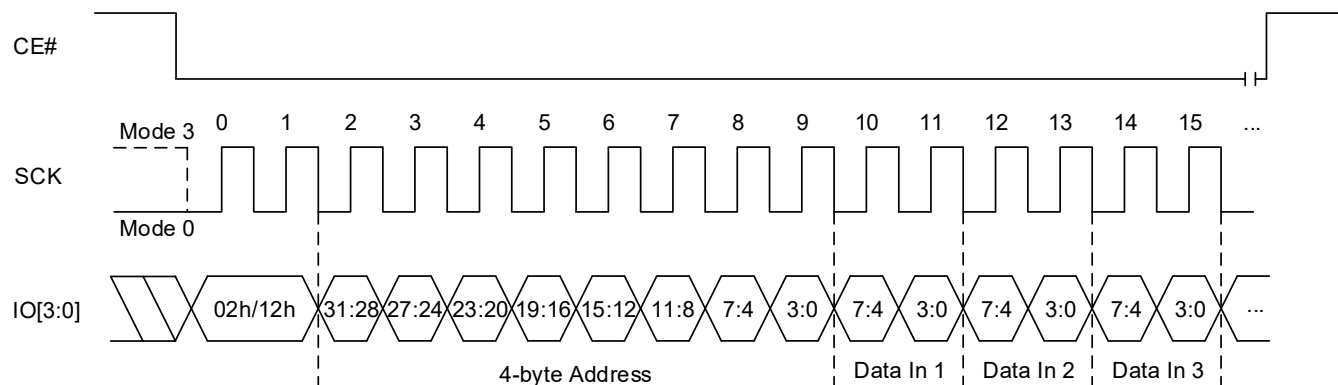 CE#
Mode 3 0 1 2 3 4 5 6 7 8 9 10 11 12 13 14 15 ...
SCK
Mode 0
IO[3:0] 02h/12h 31:28 27:24 23:20 19:16 15:12 11:8 7:4 3:0 7:4 3:0 7:4 3:0 7:4 3:0 ...
4-byte Address Data In 1 Data In 2 Data In 3